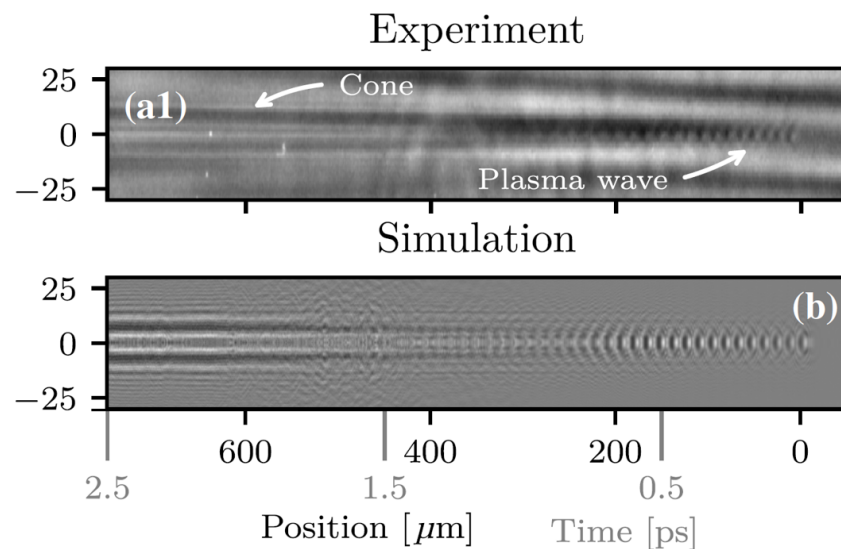 Experiment
25
0
−25
(a1)
Cone
Plasma wave
Simulation
25
0
−25
(b)
600
400
200
0
2.5
1.5
0.5
Position [μm]
Time [ps]